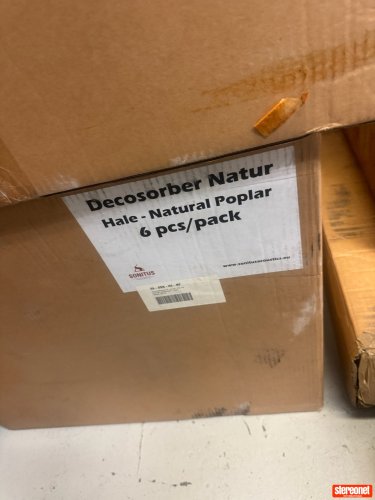 Decosorber Natur
Hale - Natural Poplar
6 pcs/pack
SONITUS
www.sonitusacoustics.eu
stereonet